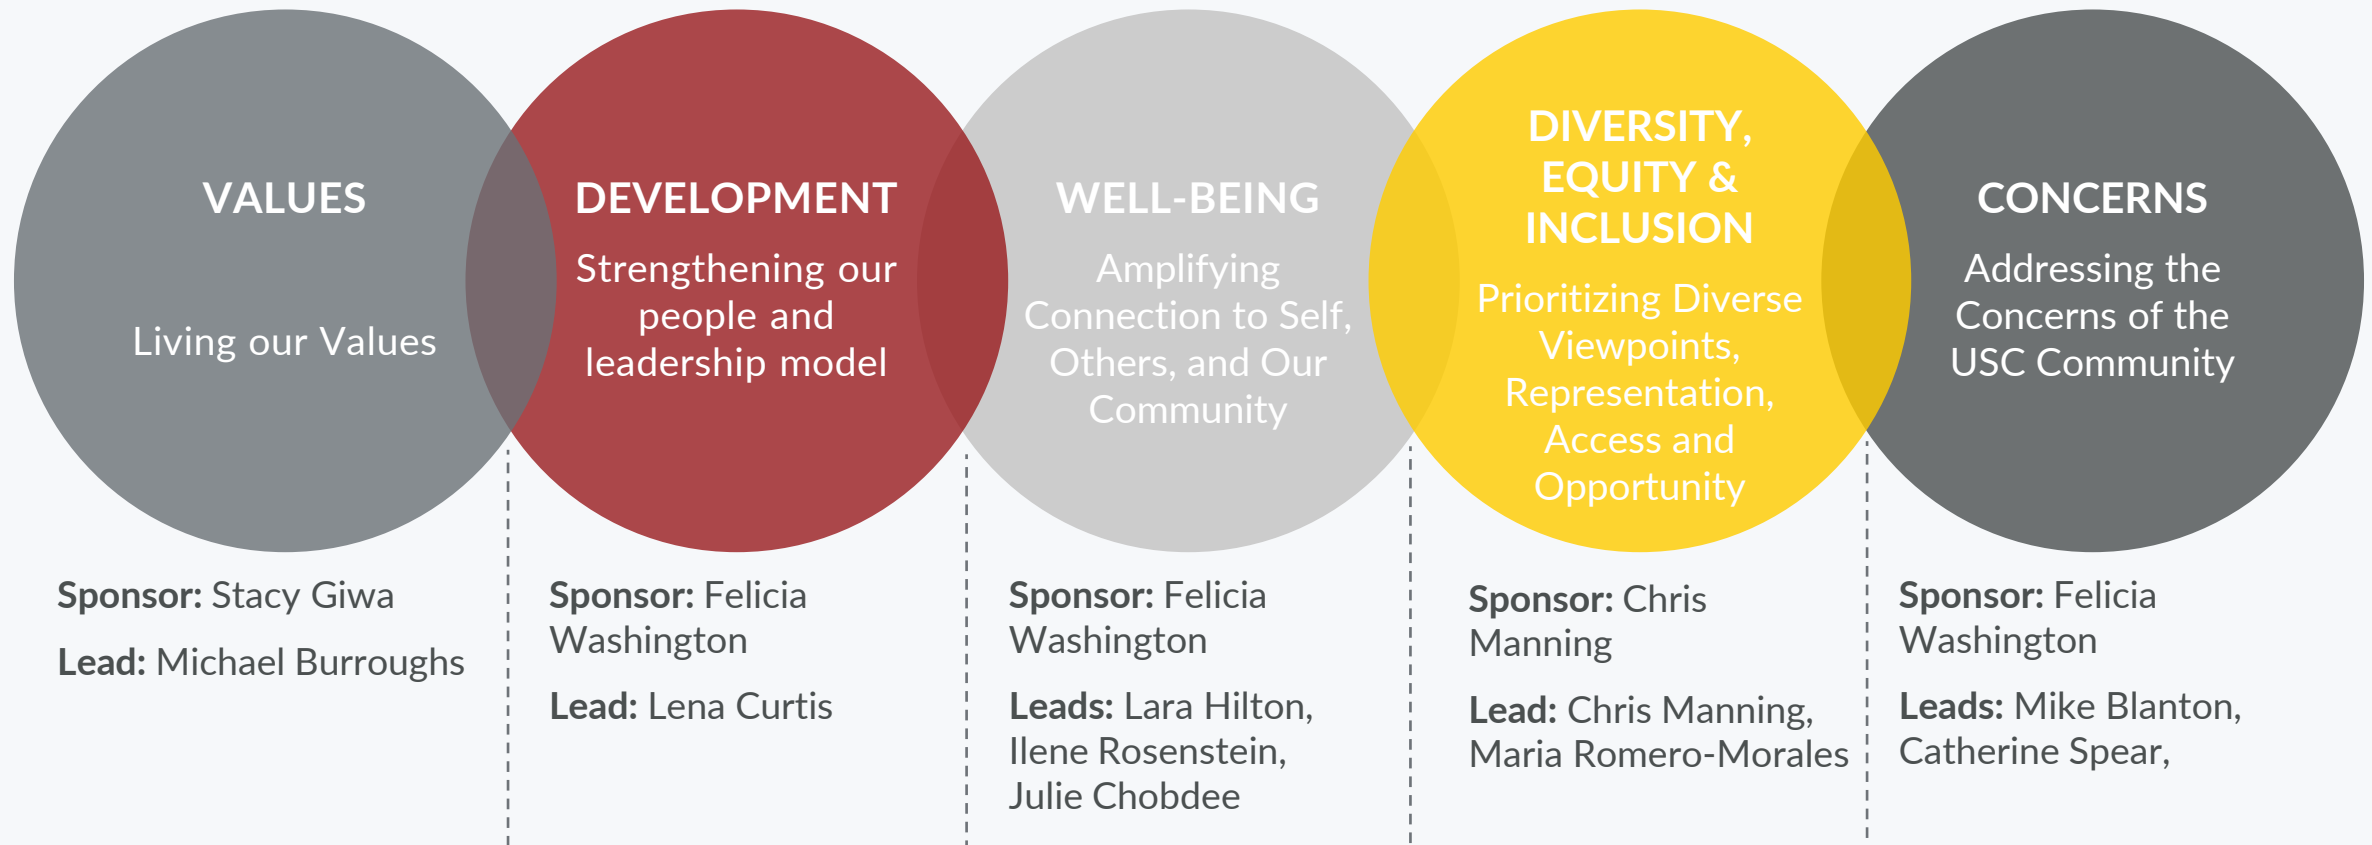 VALUES
Living our Values
DEVELOPMENT
Strengthening our
people and
leadership model
WELL-BEING
Amplifying
Connection to Self,
Others, and Our
Community
DIVERSITY,
EQUITY &
INCLUSION
Prioritizing Diverse
Viewpoints,
Representation,
Access and
Opportunity
CONCERNS
Addressing the
Concerns of the
USC Community
Sponsor: Stacy Giwa
Lead: Michael Burroughs
Sponsor: Felicia
Washington
Lead: Lena Curtis
Sponsor: Felicia
Washington
Leads: Lara Hilton,
Ilene Rosenstein,
Julie Chobdee
Sponsor: Chris
Manning
Lead: Chris Manning,
Maria Romero-Morales
Sponsor: Felicia
Washington
Leads: Mike Blanton,
Catherine Spear,